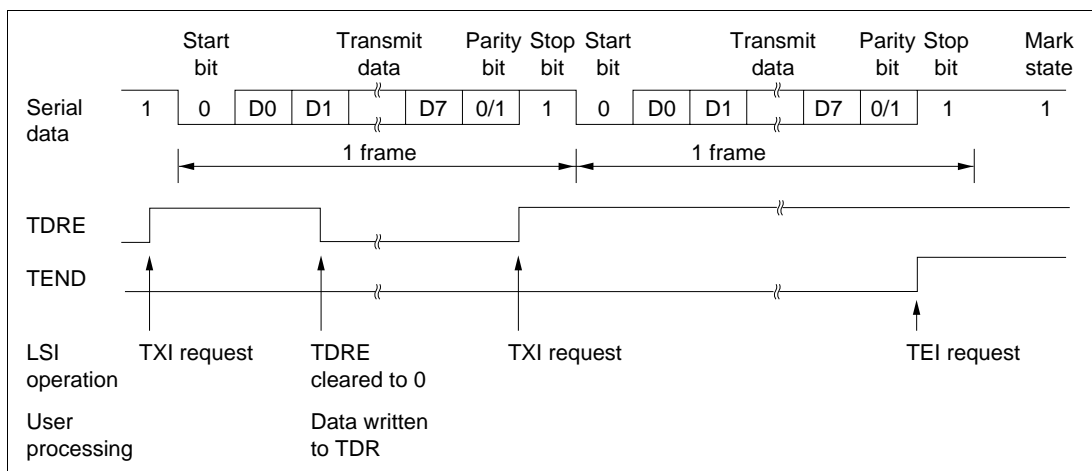 Start bit
Transmit data
Parity bit
Stop bit
Start bit
Transmit data
Parity bit
Stop bit
Mark state
Serial data
1 0 D0 D1 D7 0/1 1 0 D0 D1 D7 0/1 1 1
1 frame 1 frame
TDRE
TEND
LSI operation
TXI request
TDRE cleared to 0
TXI request
TEI request
User processing
Data written to TDR